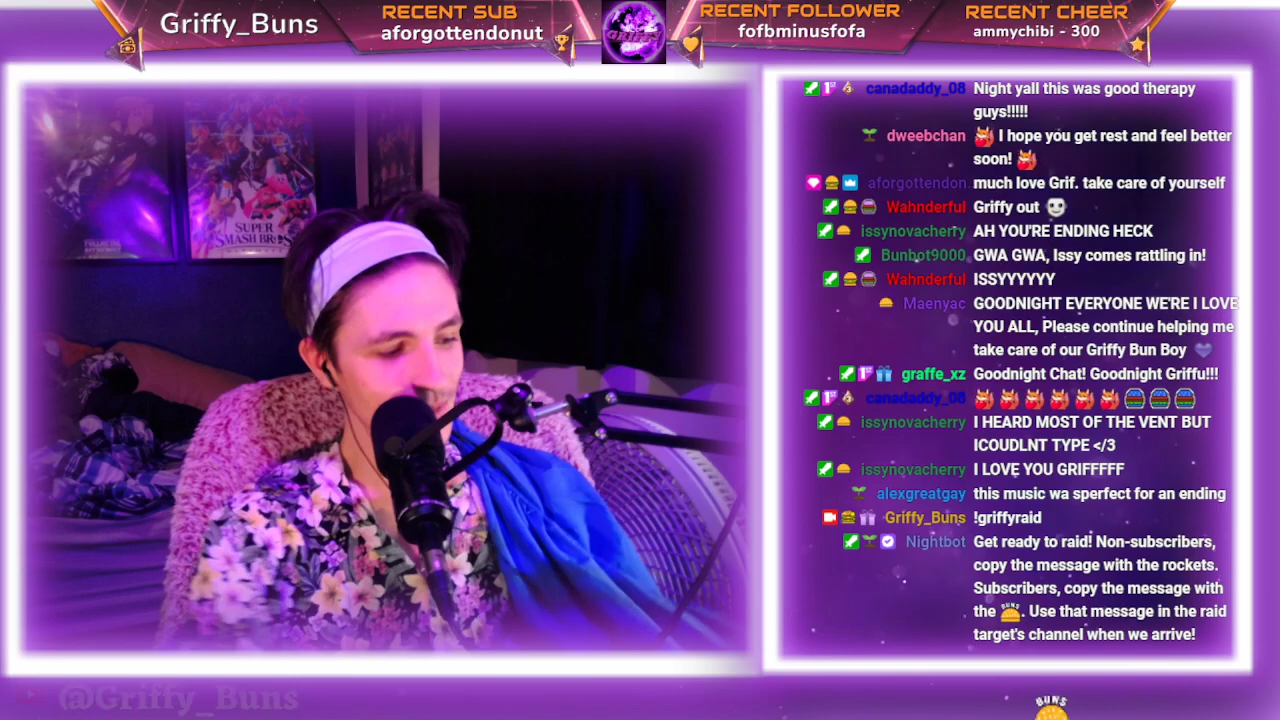 Griffy_Buns
RECENT SUB
aforgottendonut
RECENT FOLLOWER
fofbminusfofa
RECENT CHEER
ammychibi - 300
SUPER
SMASH BROS
canadaddy_08 Night yall this was good therapy
guys!!!!!
dweebchan I hope you get rest and feel better
soon!
aforgottendon much love Grif. take care of yourself
Wahnderful Griffy out
issynovacherry AH YOU'RE ENDING HECK
Bunbot9000 GWA GWA, Issy comes rattling in!
Wahnderful ISSYYYYYY
Maenyac GOODNIGHT EVERYONE WE'RE I LOVE
YOU ALL, Please continue helping me
take care of our Griffy Bun Boy 💜
graffe_xz Goodnight Chat! Goodnight Griffu!!!
canadaddy_08
issynovacherry I HEARD MOST OF THE VENT BUT
ICOUDLNT TYPE </3
issynovacherry I LOVE YOU GRIFFFFF
alexgreatgay this music wa sperfect for an ending
Griffy_Buns !griffyraid
Nightbot Get ready to raid! Non-subscribers,
copy the message with the rockets.
Subscribers, copy the message with
the BUNS. Use that message in the raid
target's channel when we arrive!
@Griffy_Buns
BUNS